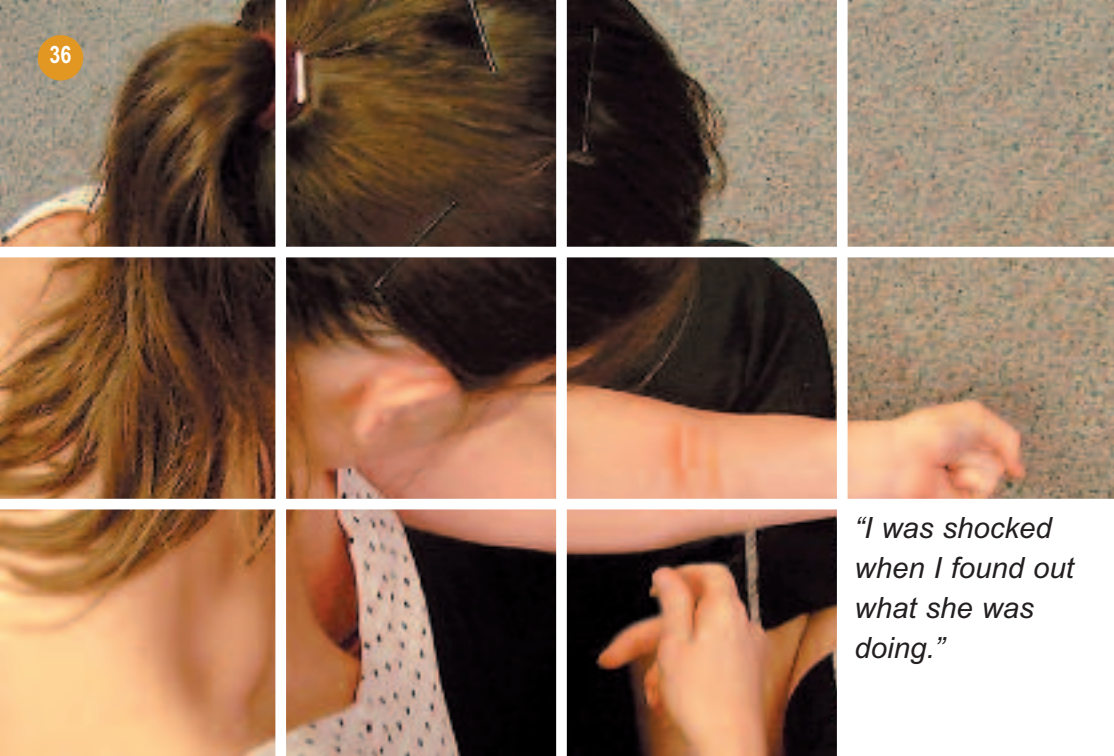 36
“I was shocked
when I found out
what she was
doing.”